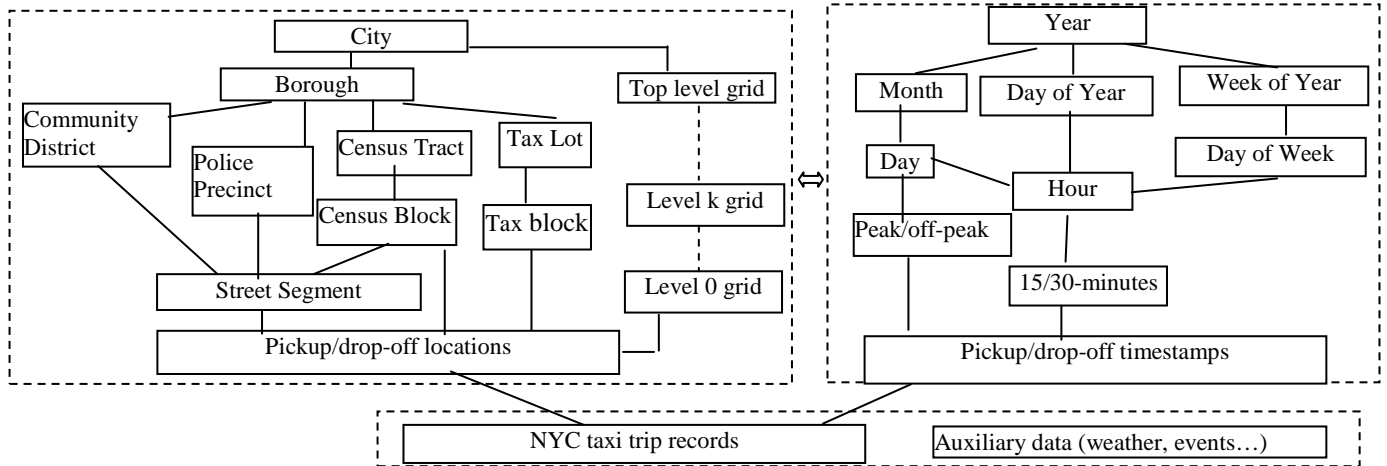 City
Borough
Community
District
Police
Precinct
Census Tract
Census Block
Tax Lot
Tax block
Street Segment
Pickup/drop-off locations
Top level grid
Level k grid
Level 0 grid
⇔
Year
Month
Day of Year
Week of Year
Day
Day of Week
Hour
Peak/off-peak
15/30-minutes
Pickup/drop-off timestamps
NYC taxi trip records
Auxiliary data (weather, events…)